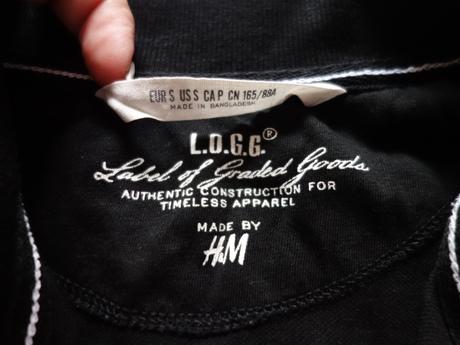 EUR S US S CA P CN 165/88A
MADE IN BANGLADESH
L.O.G.G.®
Label of Graded Goods
AUTHENTIC CONSTRUCTION FOR
TIMELESS APPAREL
MADE BY
H&M